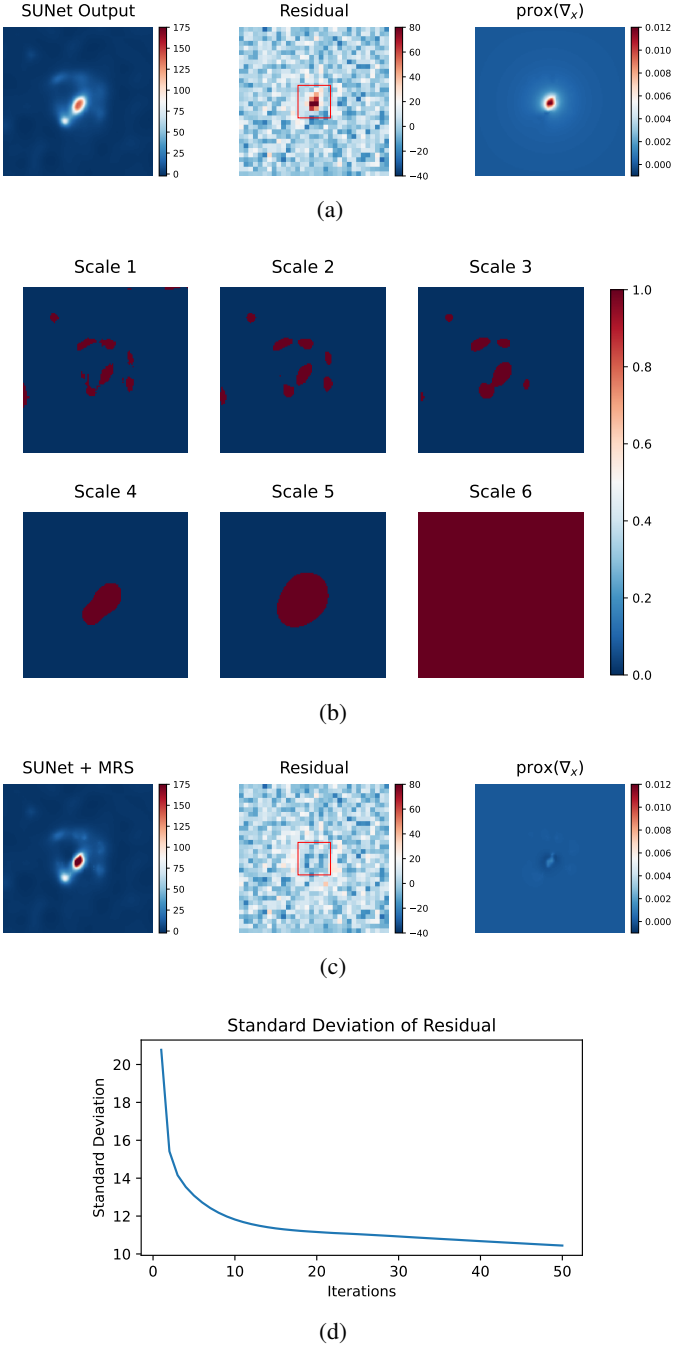 SUNet Output
Residual
prox(∇x)
175
150
125
100
75
50
25
0
80
60
40
20
0
−20
−40
0.012
0.010
0.008
0.006
0.004
0.002
0.000
(a)
Scale 1
Scale 2
Scale 3
Scale 4
Scale 5
Scale 6
1.0
0.8
0.6
0.4
0.2
0.0
(b)
SUNet + MRS
Residual
prox(∇x)
175
150
125
100
75
50
25
0
80
60
40
20
0
−20
−40
0.012
0.010
0.008
0.006
0.004
0.002
0.000
(c)
Standard Deviation of Residual
Standard Deviation
20
18
16
14
12
10
0 10 20 30 40 50
Iterations
(d)